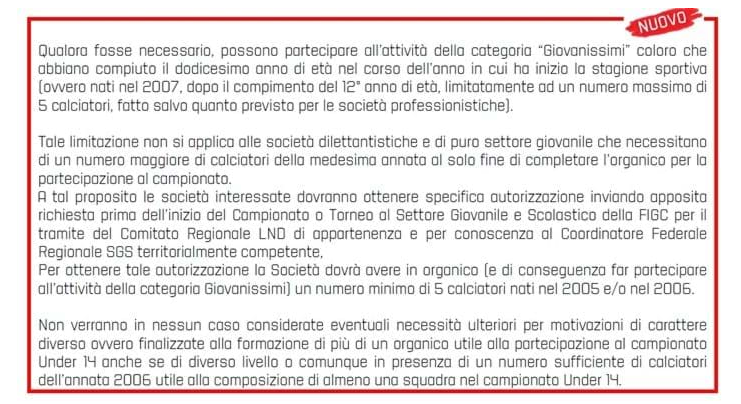 NUOVO
Qualora fosse necessario, possono partecipare all'attività della categoria "Giovanissimi" coloro che
abbiano compiuto il dodicesimo anno di età nel corso dell'anno in cui ha inizio la stagione sportiva
(ovvero nati nel 2007, dopo il compimento del 12° anno di età, limitatamente ad un numero massimo di
5 calciatori, fatto salvo quanto previsto per le società professionistiche).
Tale limitazione non si applica alle società dilettantistiche e di puro settore giovanile che necessitano
di un numero maggiore di calciatori della medesima annata al solo fine di completare l'organico per la
partecipazione al campionato.
A tal proposito le società interessate dovranno ottenere specifica autorizzazione inviando apposita
richiesta prima dell'inizio del Campionato o Torneo al Settore Giovanile e Scolastico della FIGC per il
tramite del Comitato Regionale LND di appartenenza e per conoscenza al Coordinatore Federale
Regionale SGS territorialmente competente,
Per ottenere tale autorizzazione la Società dovrà avere in organico (e di conseguenza far partecipare
all'attività della categoria Giovanissimi) un numero minimo di 5 calciatori nati nel 2005 e/o nel 2006.
Non verranno in nessun caso considerate eventuali necessità ulteriori per motivazioni di carattere
diverso ovvero finalizzate alla formazione di più di un organico utile alla partecipazione al campionato
Under 14 anche se di diverso livello o comunque in presenza di un numero sufficiente di calciatori
dell'annata 2006 utile alla composizione di almeno una squadra nel campionato Under 14.